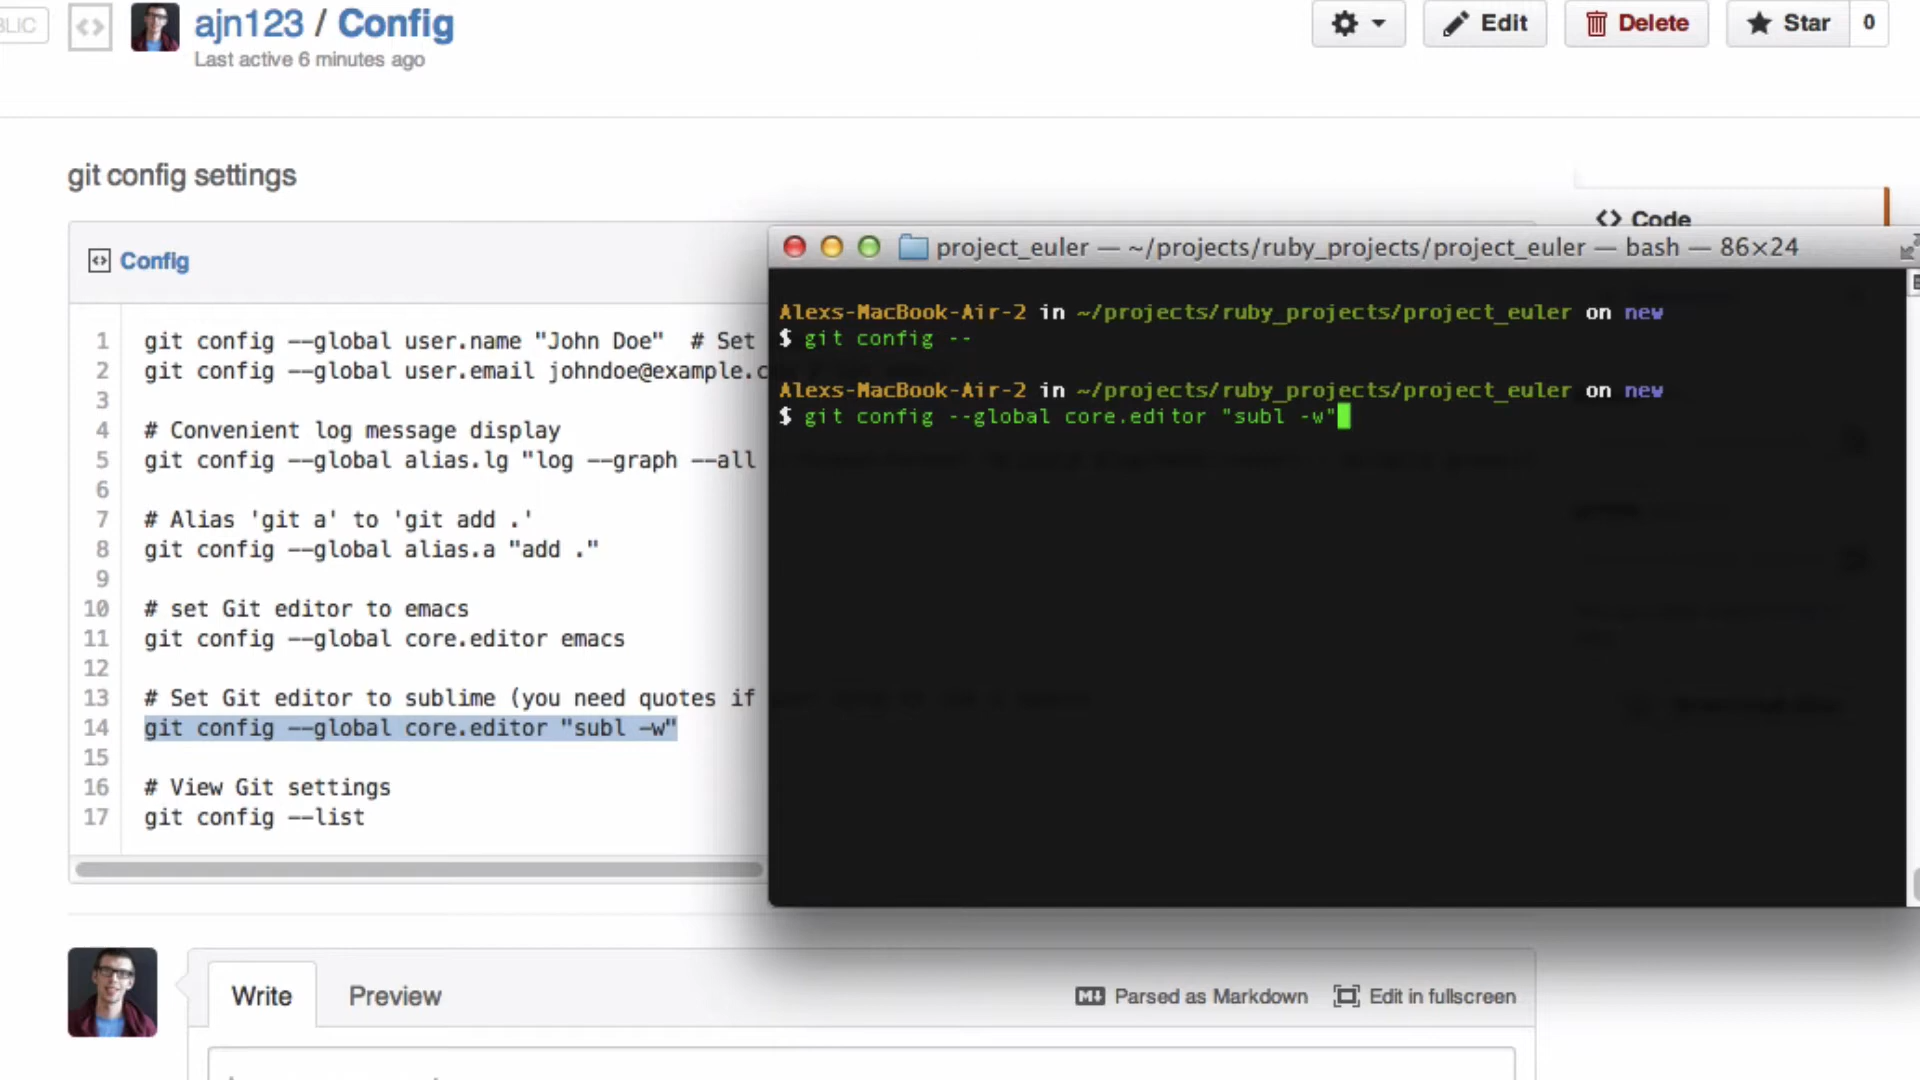 BLIC
ajn123 / Config
Last active 6 minutes ago
Edit
Delete
Star
0
git config settings
Code
Config
1 git config --global user.name "John Doe" # Set
2 git config --global user.email johndoe@example.c
3
4 # Convenient log message display
5 git config --global alias.lg "log --graph --all
6
7 # Alias 'git a' to 'git add .'
8 git config --global alias.a "add ."
9
10 # set Git editor to emacs
11 git config --global core.editor emacs
12
13 # Set Git editor to sublime (you need quotes if
14 git config --global core.editor "subl -w"
15
16 # View Git settings
17 git config --list
project_euler — ~/projects/ruby_projects/project_euler — bash — 86×24
Alexs-MacBook-Air-2 in ~/projects/ruby_projects/project_euler on new
$ git config --
Alexs-MacBook-Air-2 in ~/projects/ruby_projects/project_euler on new
$ git config --global core.editor "subl -w"
Write
Preview
Parsed as Markdown
Edit in fullscreen